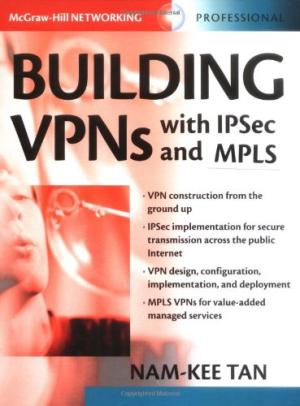 McGraw-Hill NETWORKING PROFESSIONAL
BUILDING
VPNs with IPSec
and MPLS
· VPN construction from the
ground up
· IPSec implementation for secure
transmission across the public
Internet
· VPN design, configuration,
implementation, and deployment
· MPLS VPNs for value-added
managed services
NAM-KEE TAN